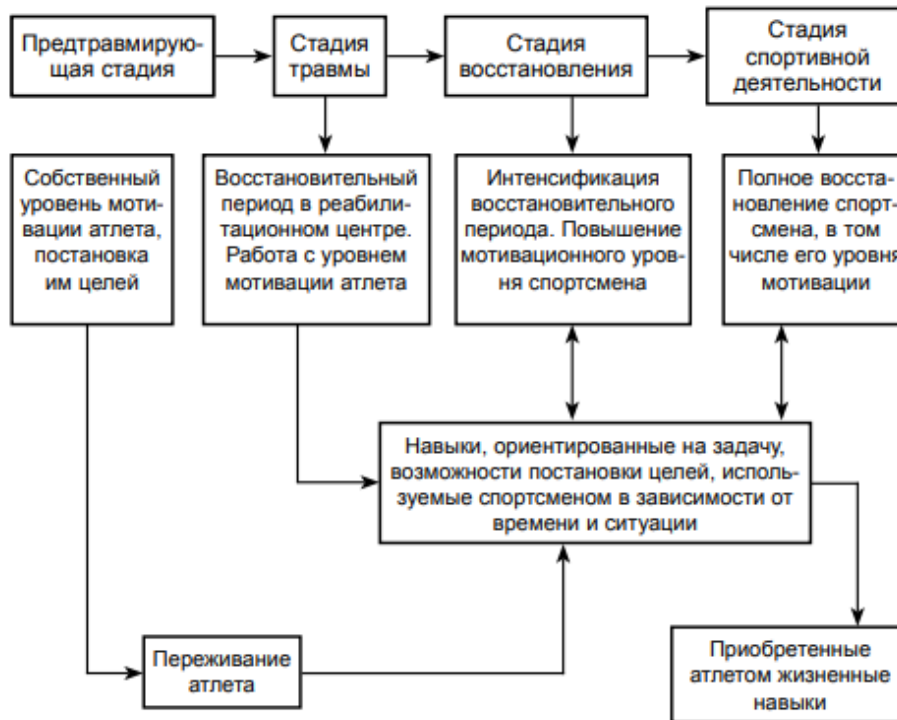 Предтравмирую-
щая стадия
Стадия
травмы
Стадия
восстановления
Стадия
спортивной
деятельности
Собственный
уровень моти-
вации атлета,
постановка
им целей
Восстановительный
период в реабили-
тационном центре.
Работа с уровнем
мотивации атлета
Интенсификация
восстановительного
периода. Повышение
мотивационного уров-
ня спортсмена
Полное восста-
новление спорт-
смена, в том
числе его уровня
мотивации
Навыки, ориентированные на задачу,
возможности постановки целей, исполь-
зуемые спортсменом в зависимости от
времени и ситуации
Переживание
атлета
Приобретенные
атлетом жизненные
навыки